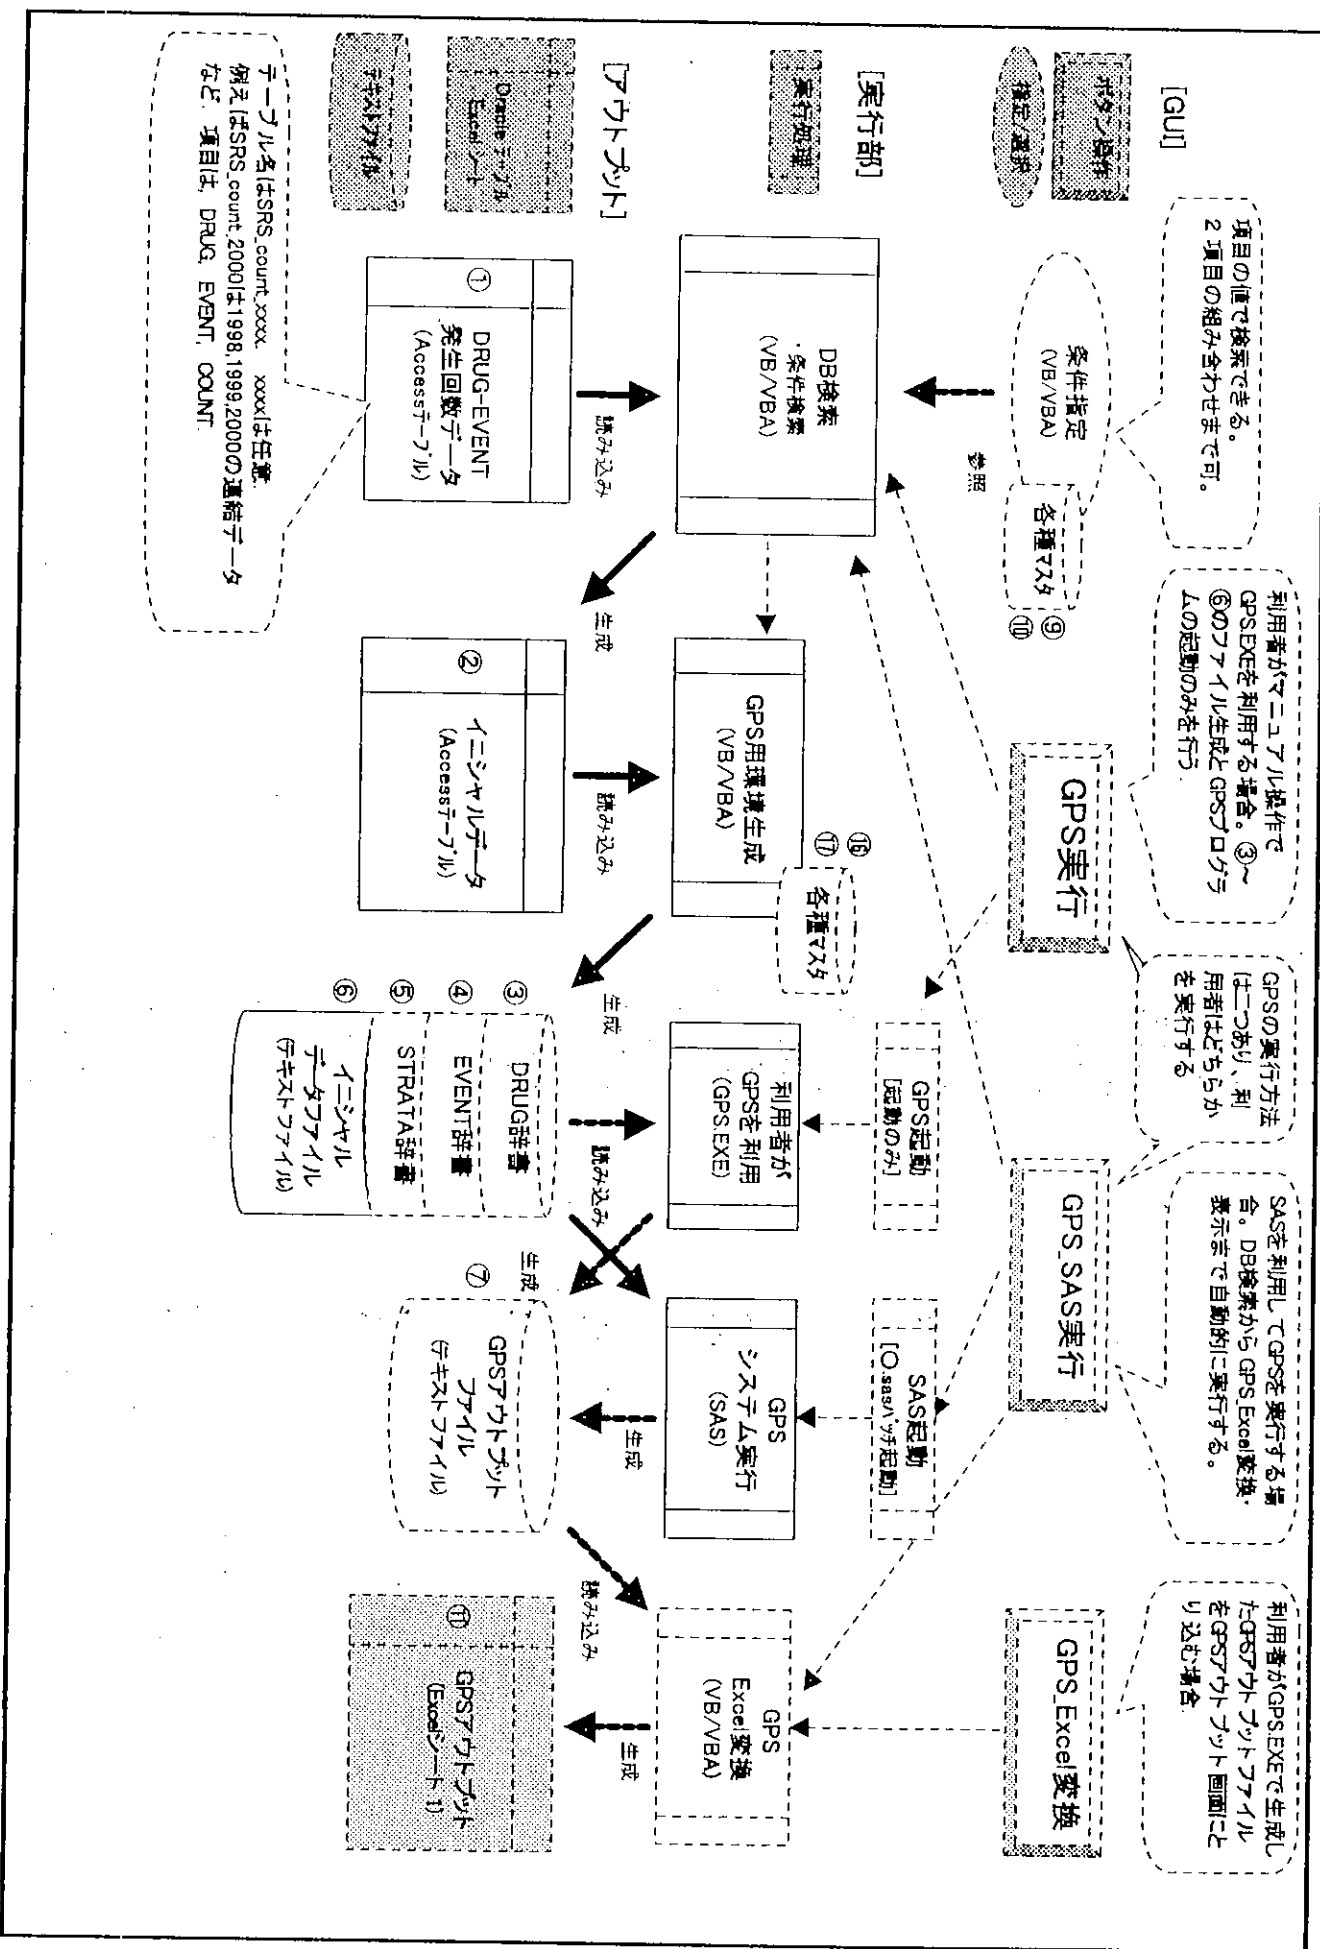 [GUI]
ボタン操作
指定/選択
[実行部]
実行処理
[アウトプット]
Oracle テーブル
Excelシート
テキストファイル
項目の値で検索できる。
2 項目の組み合わせまで可。
利用者がマニュアル操作で
GPS.EXEを利用する場合。③～
⑥のファイル生成とGPSプログラ
ムの起動のみを行う.
GPSの実行方法
は二つあり、利
用者はどちらか
を実行する
SASを利用してGPSを実行する場
合。DB検索からGPS_Excel変換・
表示まで自動的に実行する。
利用者がGPS.EXEで生成し
たGPSアウトプットファイル
をGPSアウトプット画面にと
り込む場合
条件指定
(VB/VBA)
各種マスタ
⑨
⑩
GPS実行
GPS_SAS実行
GPS_Excel変換
参照
GPS起動
[起動のみ]
SAS起動
[O.sasバッチ起動]
DB検索
・条件検索
(VB/VBA)
GPS用環境生成
(VB/VBA)
⑯
⑰
各種マスタ
利用者が
GPSを利用
(GPS.EXE)
GPS
システム実行
(SAS)
GPS
Excel変換
(VB/VBA)
読み込み
生成
読み込み
生成
読み込み
生成
生成
読み込み
生成
①
DRUG-EVENT
発生回数データ
(Accessテーブル)
②
イニシャルデータ
(Accessテーブル)
③
DRUG辞書
④
EVENT辞書
⑤
STRATA辞書
⑥
イニシャル
データファイル
(テキストファイル)
⑦
GPSアウトプット
ファイル
(テキストファイル)
⑪
GPSアウトプット
(Excelシート 1)
テーブル名はSRS_count_xxxx. xxxxは任意.
例えばSRS_count_2000は1998,1999,2000の連結データ
など. 項目は, DRUG, EVENT, COUNT.